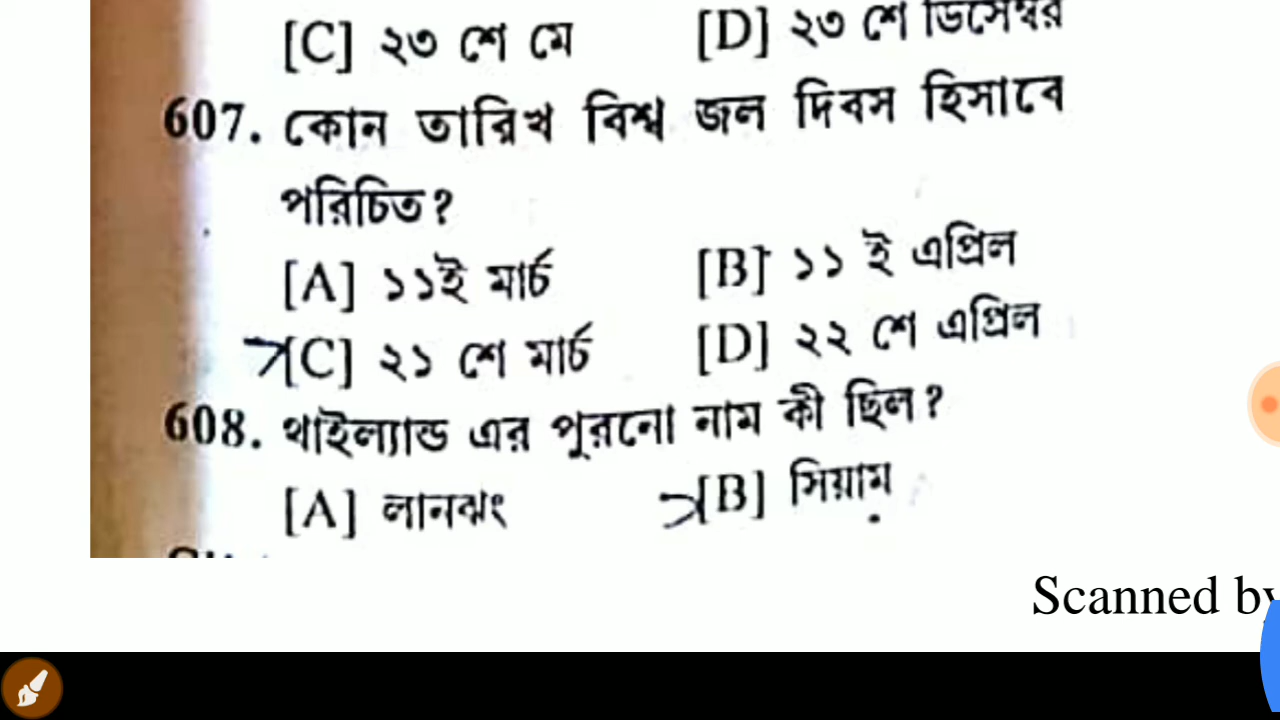 [C] ২৩ শে মে [D] ২৩ শে ডিসেম্বর
607. কোন তারিখ বিশ্ব জল দিবস হিসাবে
পরিচিত?
[A] ১১ই মার্চ [B] ১১ ই এপ্রিল
[C] ২১ শে মার্চ [D] ২২ শে এপ্রিল
608. থাইল্যান্ড এর পুরনো নাম কী ছিল?
[A] লানঝং [B] সিয়াম
Scanned by